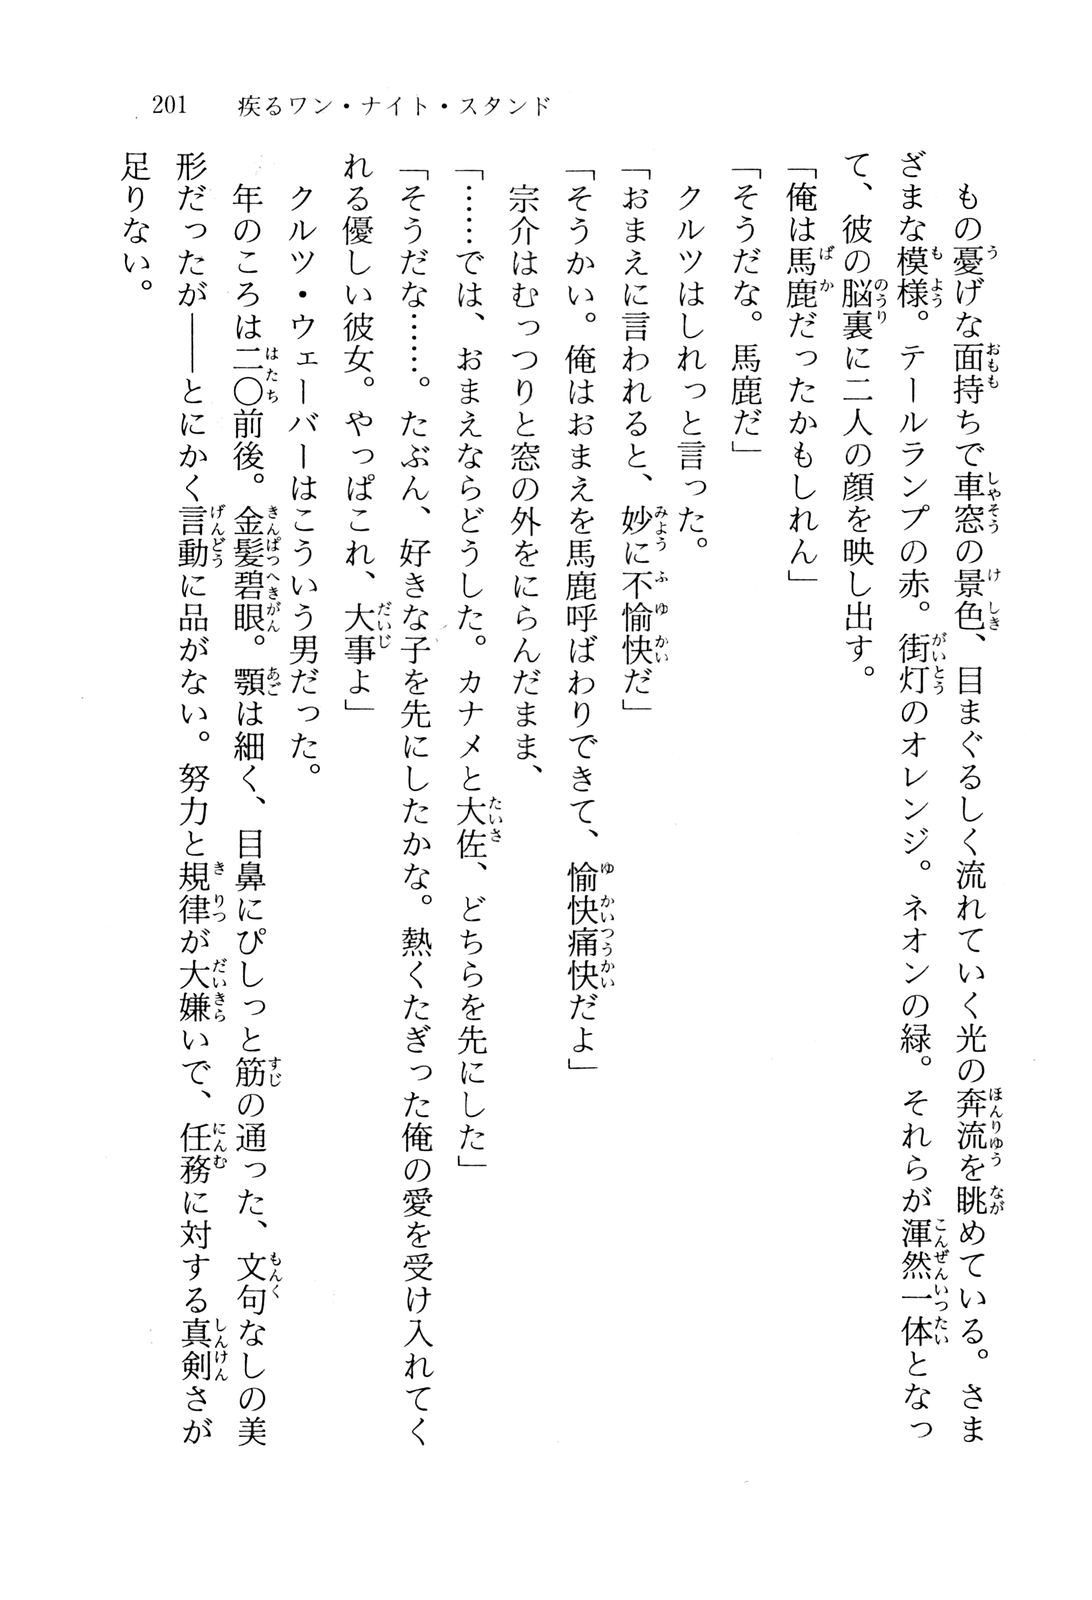 201 疾るワン・ナイト・スタンド
もの憂げな面持ちで車窓の景色、目まぐるしく流れていく光の奔流を眺めている。さま
ざまな模様。テールランプの赤。街灯のオレンジ。ネオンの緑。それらが渾然一体となっ
て、彼の脳裏に二人の顔を映し出す。
「俺は馬鹿だったかもしれん」
「そうだな。馬鹿だ」
クルツはしれっと言った。
「おまえに言われると、妙に不愉快だ」
「そうかい。俺はおまえを馬鹿呼ばわりできて、愉快痛快だよ」
宗介はむっつりと窓の外をにらんだまま、
「……では、おまえならどうした。カナメと大佐、どちらを先にした」
「そうだな……。たぶん、好きな子を先にしたかな。熱くたぎった俺の愛を受け入れてく
れる優しい彼女。やっぱこれ、大事よ」
クルツ・ウェーバーはこういう男だった。
年のころは二〇前後。金髪碧眼。顎は細く、目鼻にぴしっと筋の通った、文句なしの美
形だったが――とにかく言動に品がない。努力と規律が大嫌いで、任務に対する真剣さが
足りない。